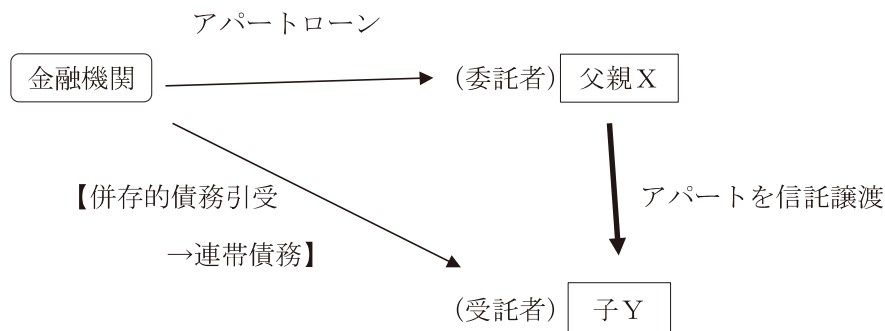 アパートローン
金融機関
(委託者)
父親X
【併存的債務引受
→連帯債務】
アパートを信託譲渡
(受託者)
子Y